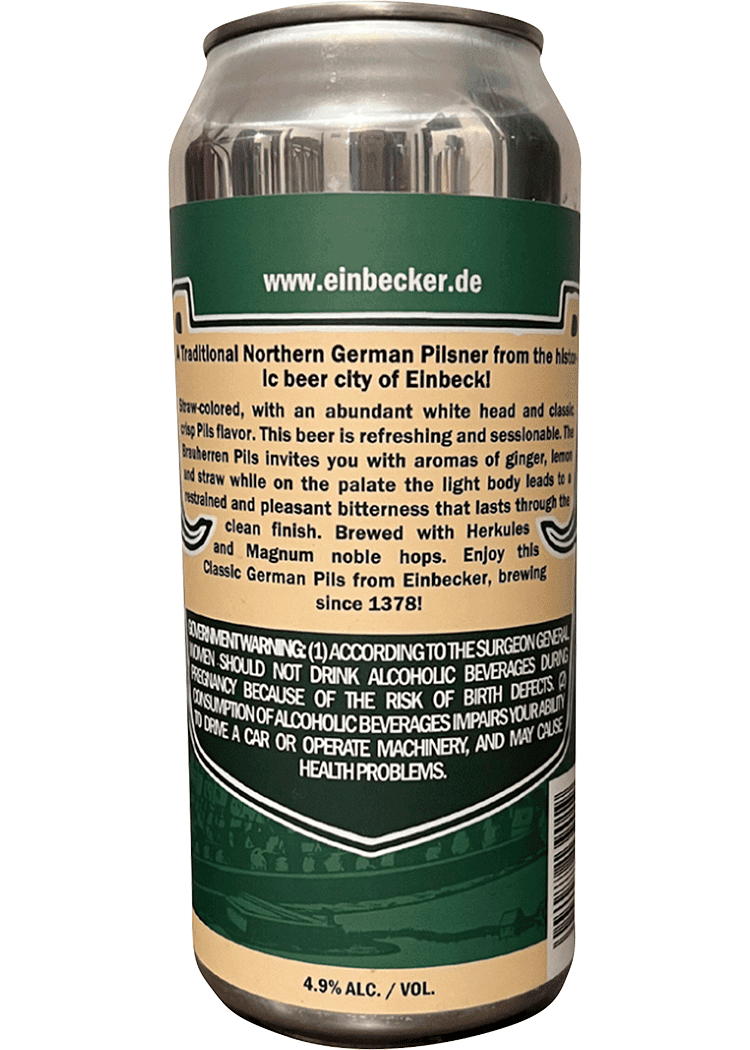 www.einbecker.de
A Traditional Northern German Pilsner from the histor-
ic beer city of Einbeck!
Straw-colored, with an abundant white head and classic
crisp Pils flavor. This beer is refreshing and sessionable. The
Brauherren Pils invites you with aromas of ginger, lemon
and straw while on the palate the light body leads to a
restrained and pleasant bitterness that lasts through the
clean finish. Brewed with Herkules
and Magnum noble hops. Enjoy this
Classic German Pils from Einbecker, brewing
since 1378!
GOVERNMENT WARNING: (1) ACCORDING TO THE SURGEON GENERAL
WOMEN SHOULD NOT DRINK ALCOHOLIC BEVERAGES DURING
PREGNANCY BECAUSE OF THE RISK OF BIRTH DEFECTS. (2)
CONSUMPTION OF ALCOHOLIC BEVERAGES IMPAIRS YOUR ABILITY
TO DRIVE A CAR OR OPERATE MACHINERY, AND MAY CAUSE
HEALTH PROBLEMS.
4.9% ALC. / VOL.